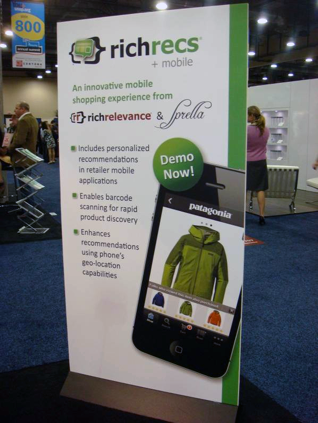 800
richrecs
+ mobile
An innovative mobile
shopping experience from
{rr} richrelevance & Sprella
Includes personalized
recommendations
in retailer mobile
applications
Enables barcode
scanning for rapid
product discovery
Enhances
recommendations
using phone's
geo-location
capabilities
Demo
Now!
patagonia